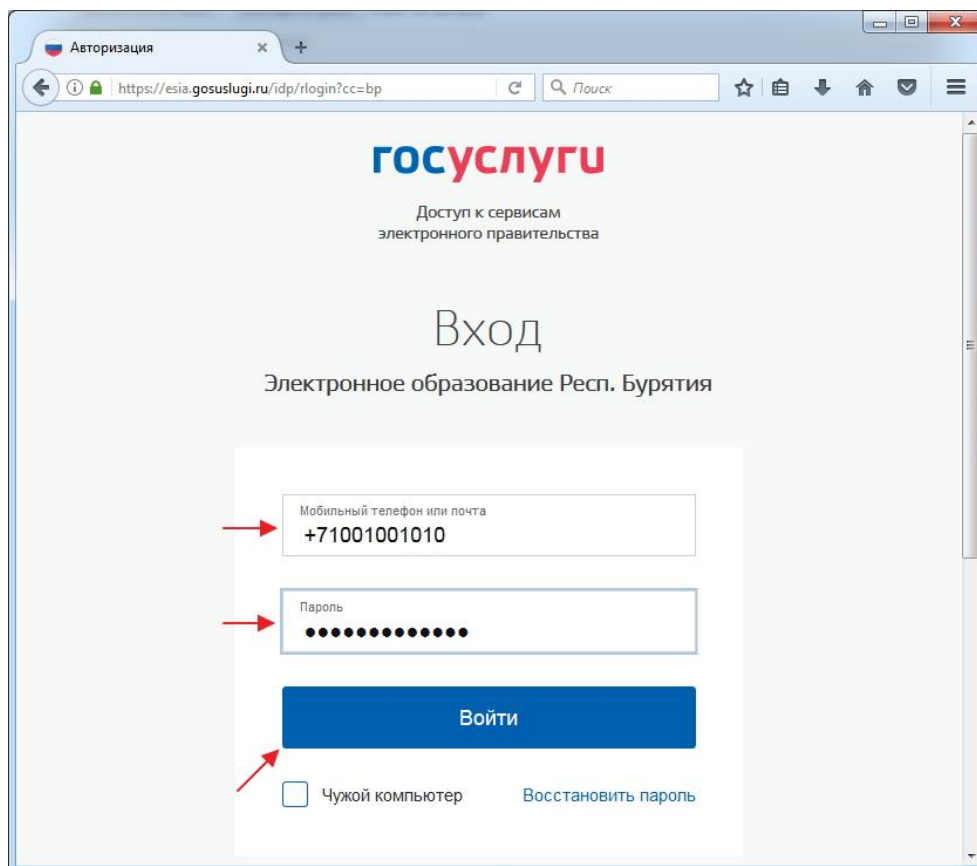 Авторизация
https://esia.gosuslugi.ru/idp/rlogin?cc=bp
Поиск
госуслуги
Доступ к сервисам
электронного правительства
Вход
Электронное образование Респ. Бурятия
Мобильный телефон или почта
+71001001010
Пароль
•••••••••••••
Войти
Чужой компьютер
Восстановить пароль